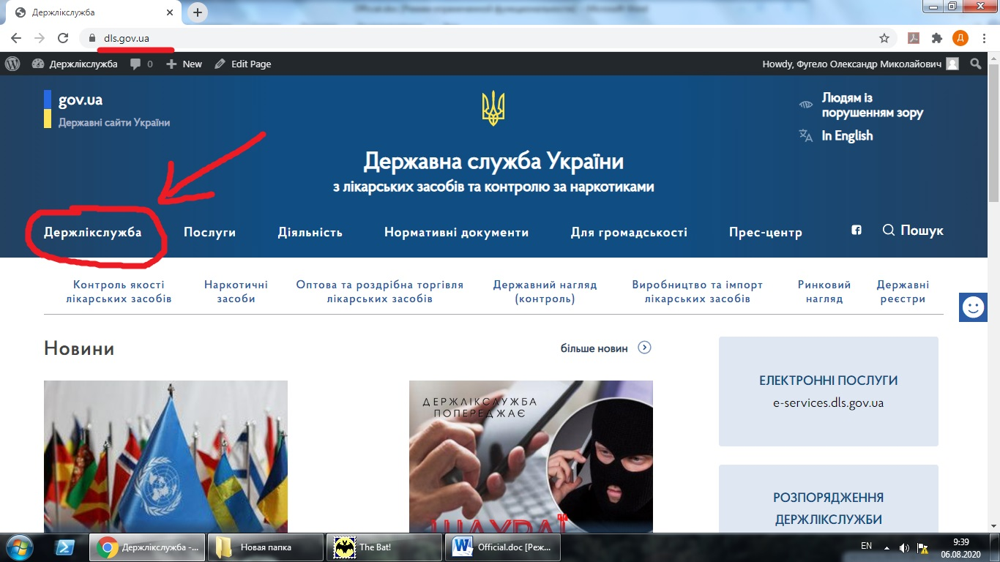 Держлікслужба
dls.gov.ua
Д
Держлікслужба
0
New
Edit Page
Howdy, Фугело Олександр Миколайович
gov.ua
Державні сайти України
Людям із
порушенням зору
In English
Державна служба України
з лікарських засобів та контролю за наркотиками
Держлікслужба
Послуги
Діяльність
Нормативні документи
Для громадськості
Прес-центр
Пошук
Контроль якості
лікарських засобів
Наркотичні
засоби
Оптова та роздрібна торгівля
лікарських засобів
Державний нагляд
(контроль)
Виробництво та імпорт
лікарських засобів
Ринковий
нагляд
Державні
реєстри
Новини
більше новин
ДЕРЖЛІКСЛУЖБА
ПОПЕРЕДЖАЄ
ЕЛЕКТРОННІ ПОСЛУГИ
e-services.dls.gov.ua
РОЗПОРЯДЖЕННЯ
ДЕРЖЛІКСЛУЖБИ
Держлікслужба -...
Новая папка
The Bat!
Official.doc [Реж...
EN
9:39
06.08.2020